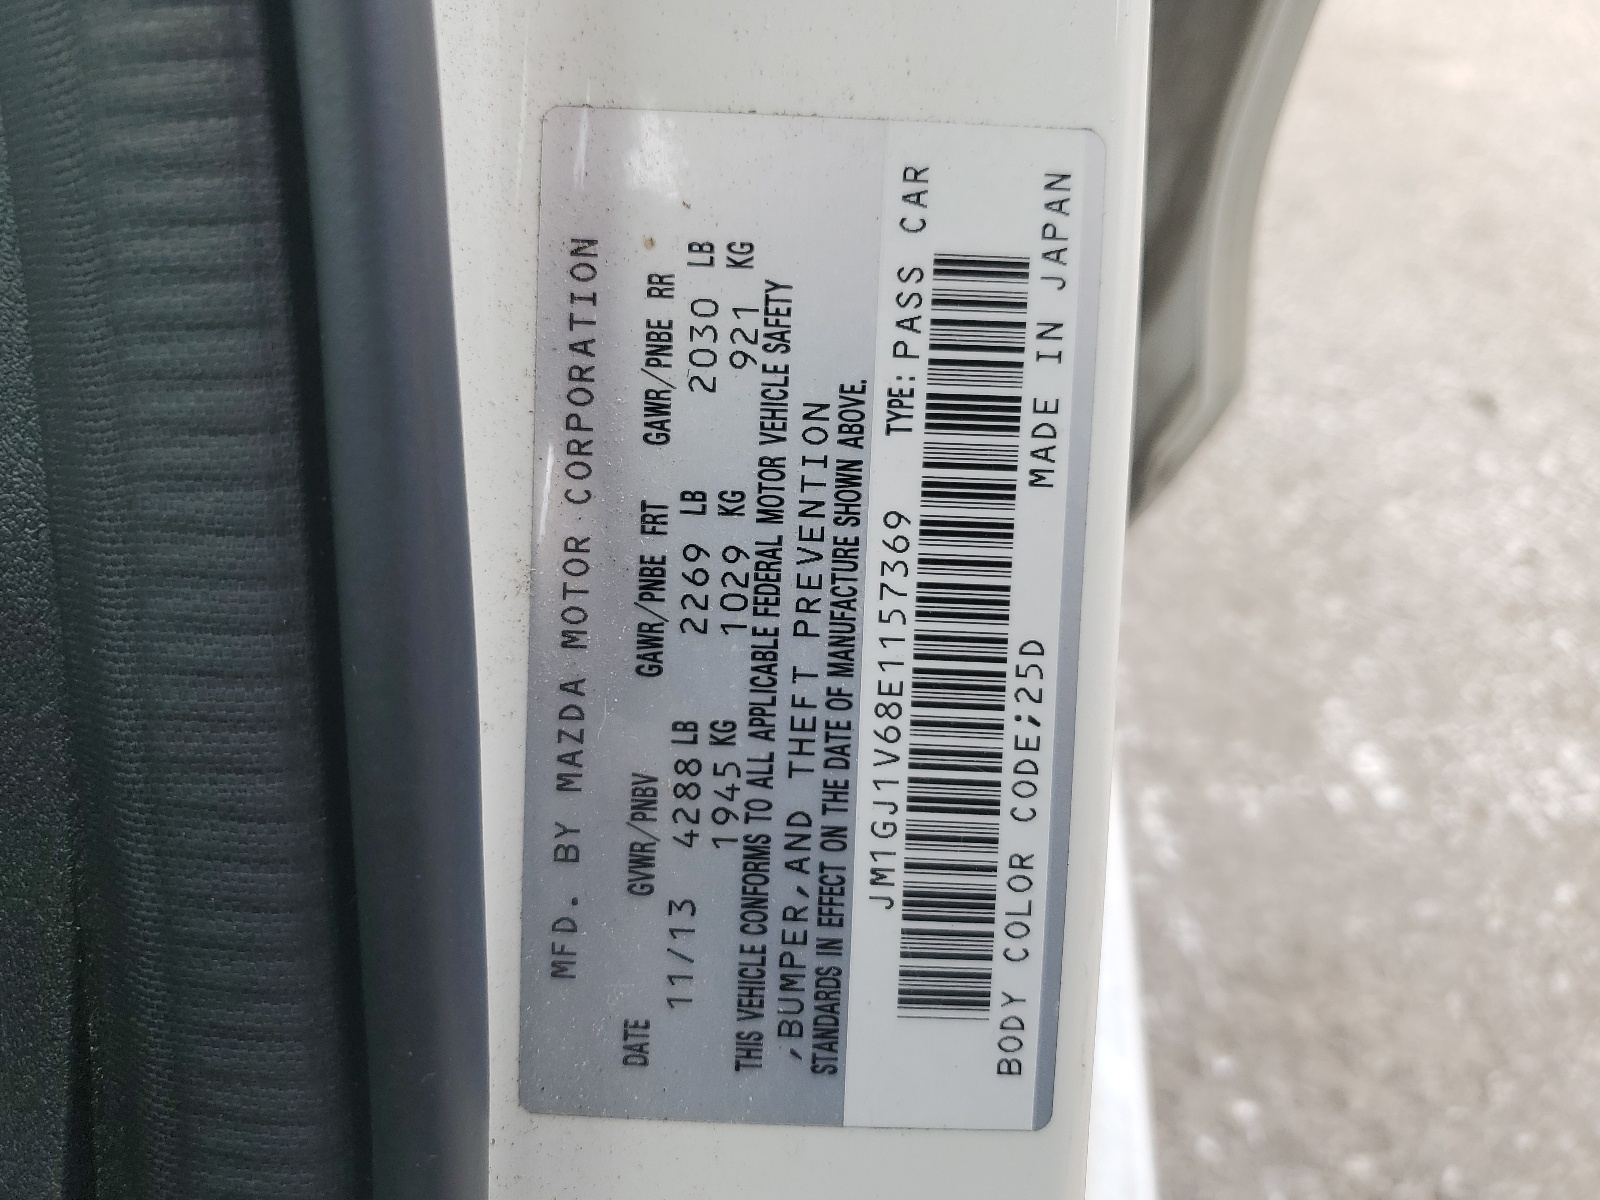 MFD. BY MAZDA MOTOR CORPORATION
DATE GVWR/PNBV GAWR/PNBE FRT GAWR/PNBE RR
11/13 4288 LB 2269 LB 2030 LB
1945 KG 1029 KG 921 KG
THIS VEHICLE CONFORMS TO ALL APPLICABLE FEDERAL MOTOR VEHICLE SAFETY
,BUMPER,AND THEFT PREVENTION
STANDARDS IN EFFECT ON THE DATE OF MANUFACTURE SHOWN ABOVE.
JM1GJ1V68E1157369 TYPE: PASS CAR
BODY COLOR CODE;25D MADE IN JAPAN